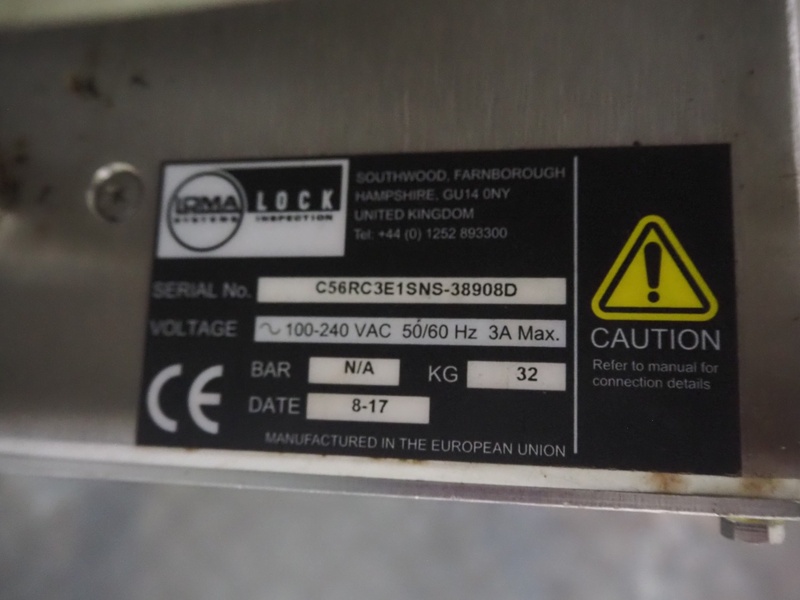 LOMA
SYSTEMS
LOCK
INSPECTION
SOUTHWOOD, FARNBOROUGH
HAMPSHIRE, GU14 0NY
UNITED KINGDOM
Tel: +44 (0) 1252 893300
SERIAL No. C56RC3E1SNS-38908D
VOLTAGE ~ 100-240 VAC 50/60 Hz 3A Max.
BAR N/A KG 32
DATE 8-17
CE
MANUFACTURED IN THE EUROPEAN UNION
CAUTION
Refer to manual for
connection details